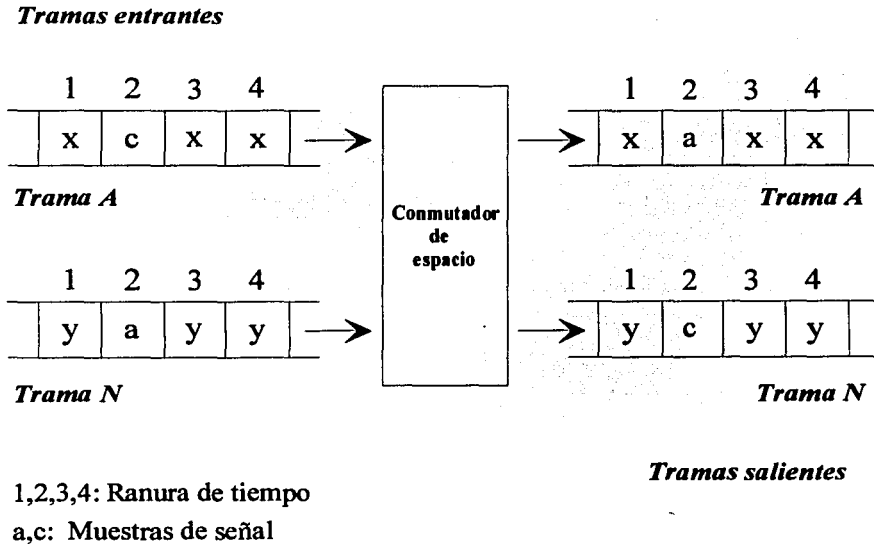 Tramas entrantes
1 2 3 4
1 2 3 4
x c x x
x a x x
Trama A
Trama A
Conmutador
de
espacio
1 2 3 4
1 2 3 4
y a y y
y c y y
Trama N
Trama N
Tramas salientes
1,2,3,4: Ranura de tiempo
a,c: Muestras de señal